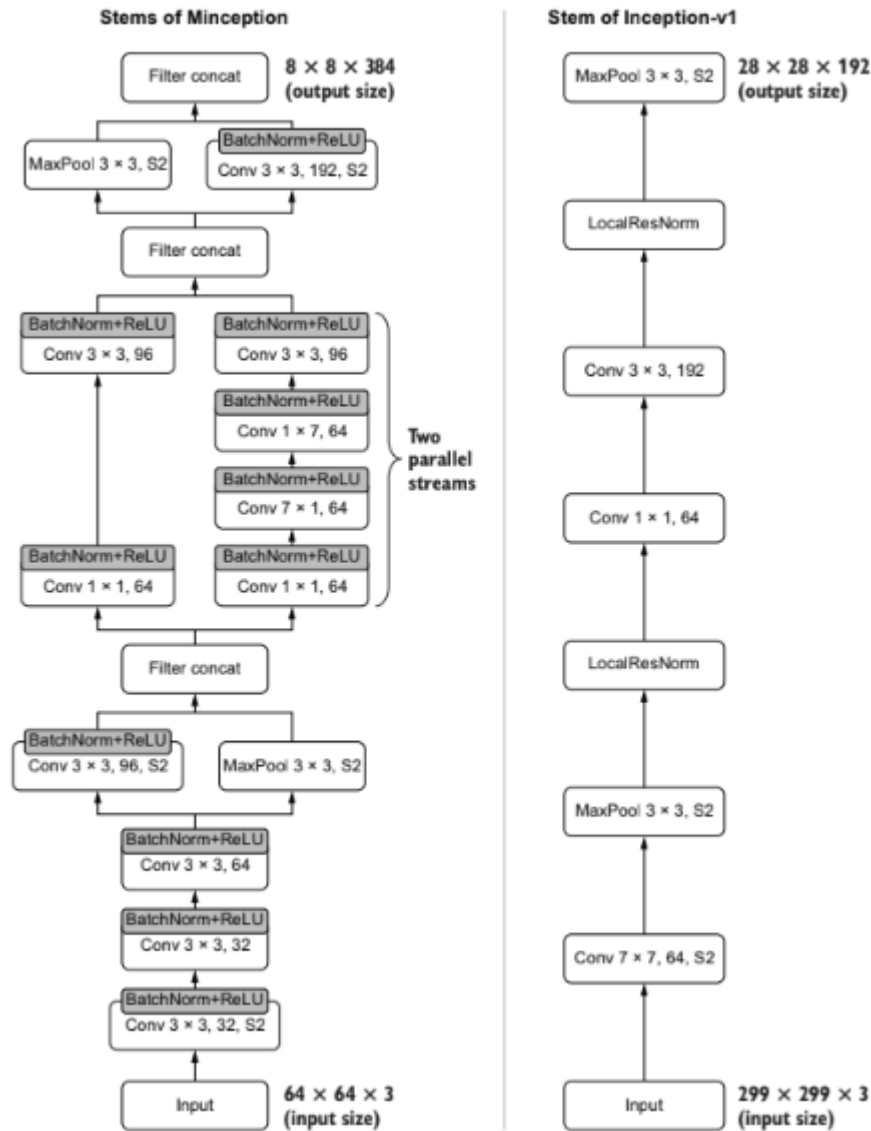 Stems of Minception
Filter concat
8 × 8 × 384
(output size)
MaxPool 3 × 3, S2
BatchNorm+ReLU
Conv 3 × 3, 192, S2
Filter concat
BatchNorm+ReLU
Conv 3 × 3, 96
BatchNorm+ReLU
Conv 3 × 3, 96
BatchNorm+ReLU
Conv 1 × 7, 64
BatchNorm+ReLU
Conv 7 × 1, 64
BatchNorm+ReLU
Conv 1 × 1, 64
BatchNorm+ReLU
Conv 1 × 1, 64
Two
parallel
streams
Filter concat
BatchNorm+ReLU
Conv 3 × 3, 96, S2
MaxPool 3 × 3, S2
BatchNorm+ReLU
Conv 3 × 3, 64
BatchNorm+ReLU
Conv 3 × 3, 32
BatchNorm+ReLU
Conv 3 × 3, 32, S2
Input
64 × 64 × 3
(input size)
Stem of Inception-v1
MaxPool 3 × 3, S2
28 × 28 × 192
(output size)
LocalResNorm
Conv 3 × 3, 192
Conv 1 × 1, 64
LocalResNorm
MaxPool 3 × 3, S2
Conv 7 × 7, 64, S2
Input
299 × 299 × 3
(input size)